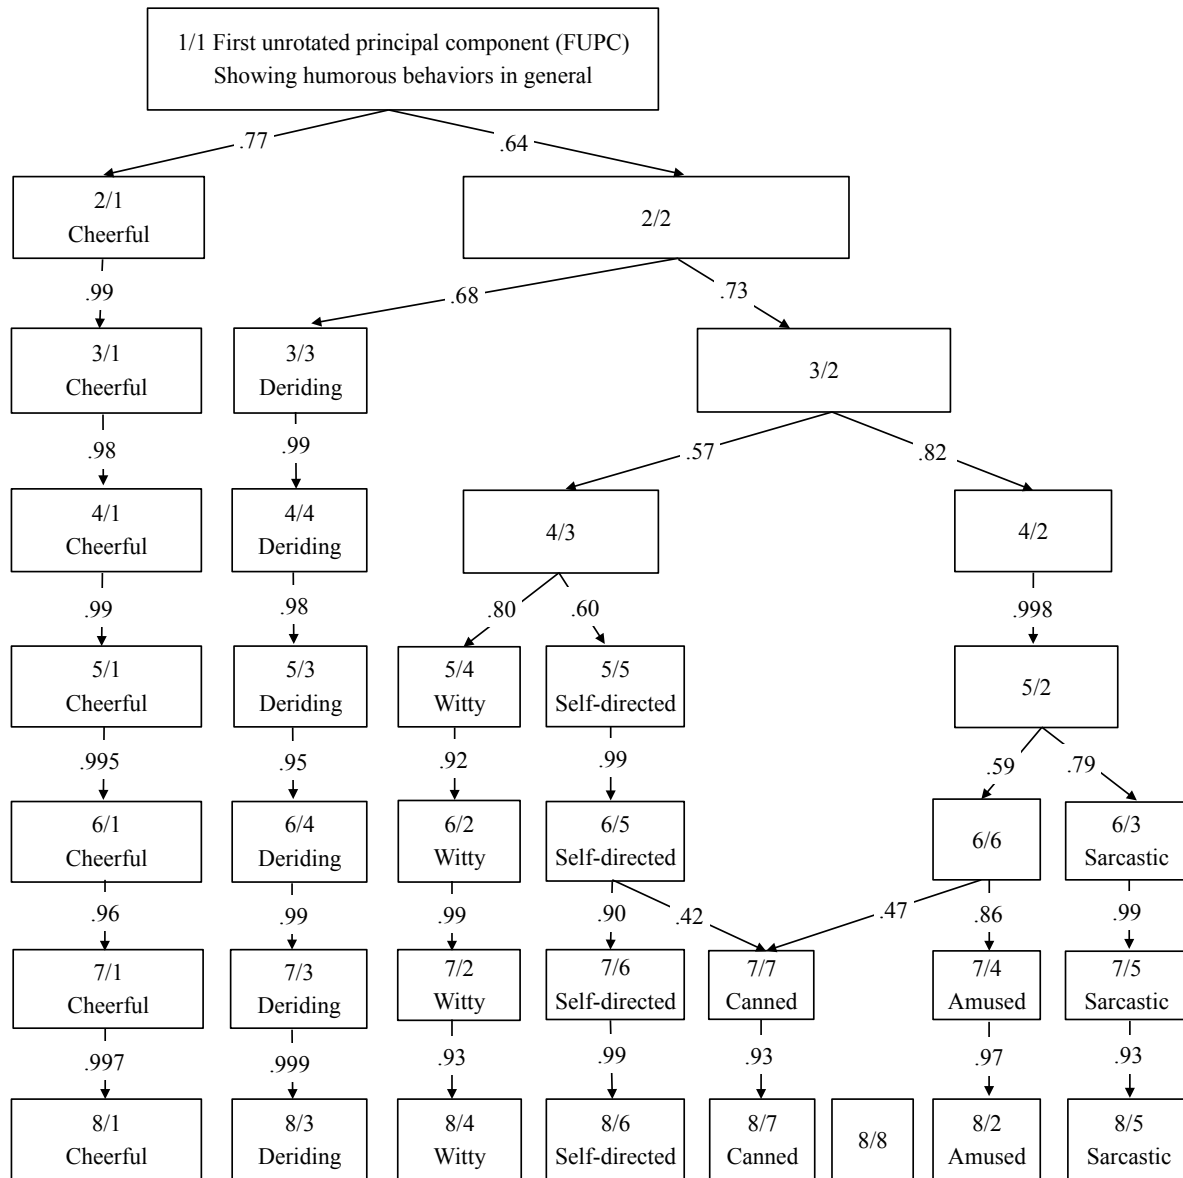 1/1 First unrotated principal component (FUPC)
Showing humorous behaviors in general
.77
.64
2/1
Cheerful
2/2
.99
.68
.73
3/1
Cheerful
3/3
Deriding
3/2
.98
.99
.57
.82
4/1
Cheerful
4/4
Deriding
4/3
4/2
.99
.98
.80
.60
.998
5/1
Cheerful
5/3
Deriding
5/4
Witty
5/5
Self-directed
5/2
.995
.95
.92
.99
.59
.79
6/1
Cheerful
6/4
Deriding
6/2
Witty
6/5
Self-directed
6/6
6/3
Sarcastic
.96
.99
.99
.90
.42
.47
.86
.99
7/1
Cheerful
7/3
Deriding
7/2
Witty
7/6
Self-directed
7/7
Canned
7/4
Amused
7/5
Sarcastic
.997
.999
.93
.99
.93
.97
.93
8/1
Cheerful
8/3
Deriding
8/4
Witty
8/6
Self-directed
8/7
Canned
8/8
8/2
Amused
8/5
Sarcastic